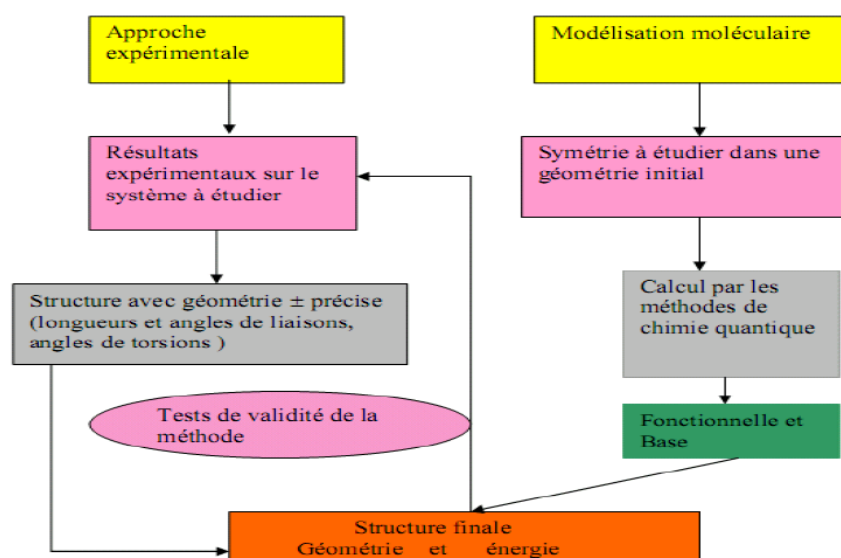 Approche
expérimentale
Modélisation moléculaire
Résultats
expérimentaux sur le
système à étudier
Symétrie à étudier dans une
géométrie initial
Structure avec géométrie ± précise
(longueurs et angles de liaisons,
angles de torsions )
Calcul par les
méthodes de
chimie quantique
Tests de validité de la
méthode
Fonctionnelle et
Base
Structure finale
Géométrie et énergie